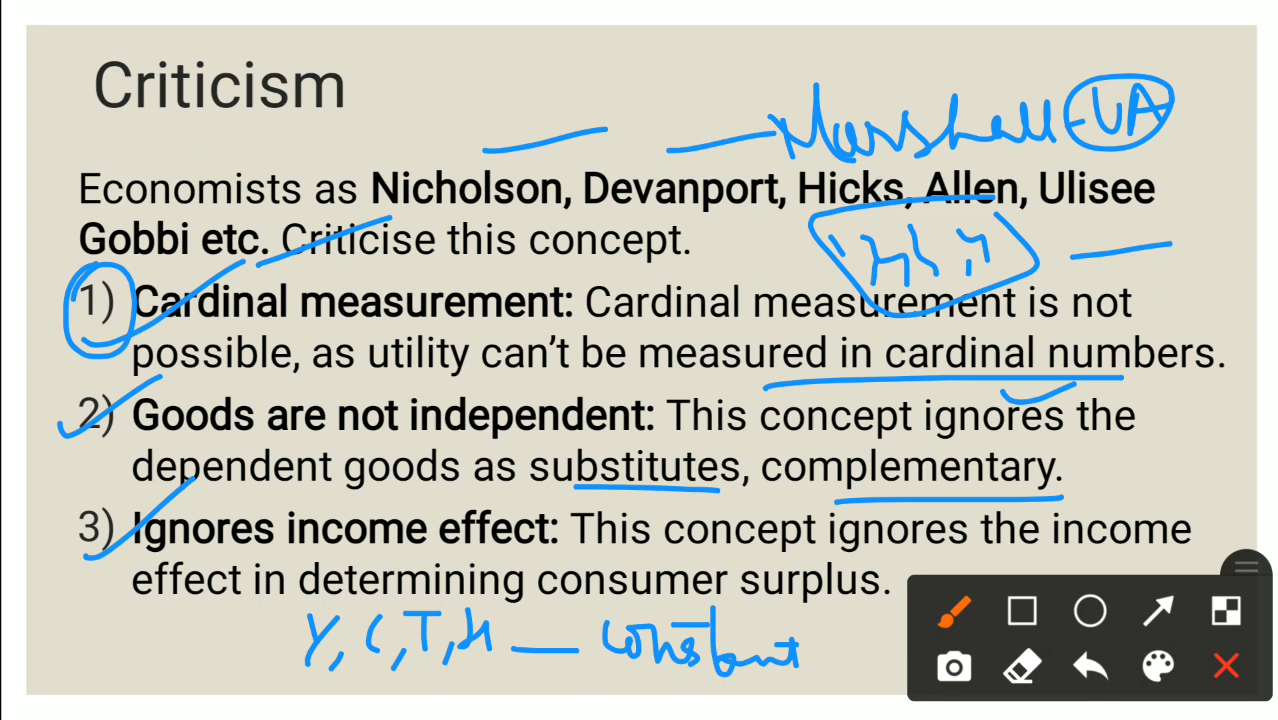 Criticism
Marshall - UA
Economists as Nicholson, Devanport, Hicks, Allen, Ulisee
Gobbi etc. Criticise this concept.
1) Cardinal measurement: Cardinal measurement is not
possible, as utility can’t be measured in cardinal numbers.
2) Goods are not independent: This concept ignores the
dependent goods as substitutes, complementary.
3) Ignores income effect: This concept ignores the income
effect in determining consumer surplus.
Y, C, T, H — constant